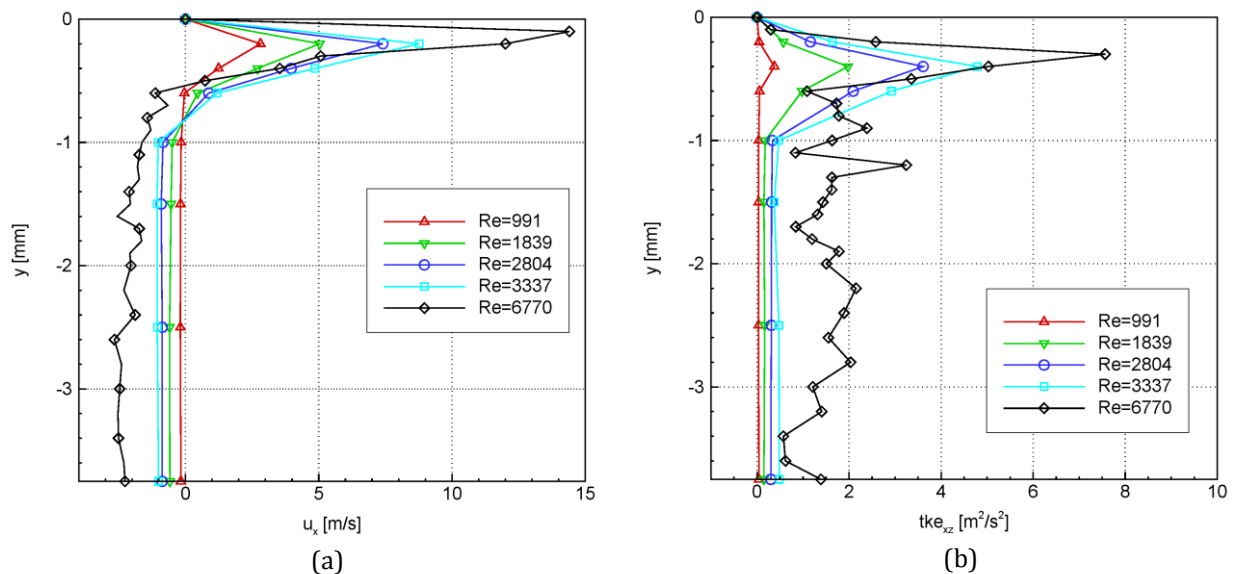 0
-1
-2
-3
y [mm]
0
5
10
15
u_x [m/s]
Re=991
Re=1839
Re=2804
Re=3337
Re=6770
(a)
0
-1
-2
-3
y [mm]
0
2
4
6
8
10
tke_xz [m²/s²]
Re=991
Re=1839
Re=2804
Re=3337
Re=6770
(b)